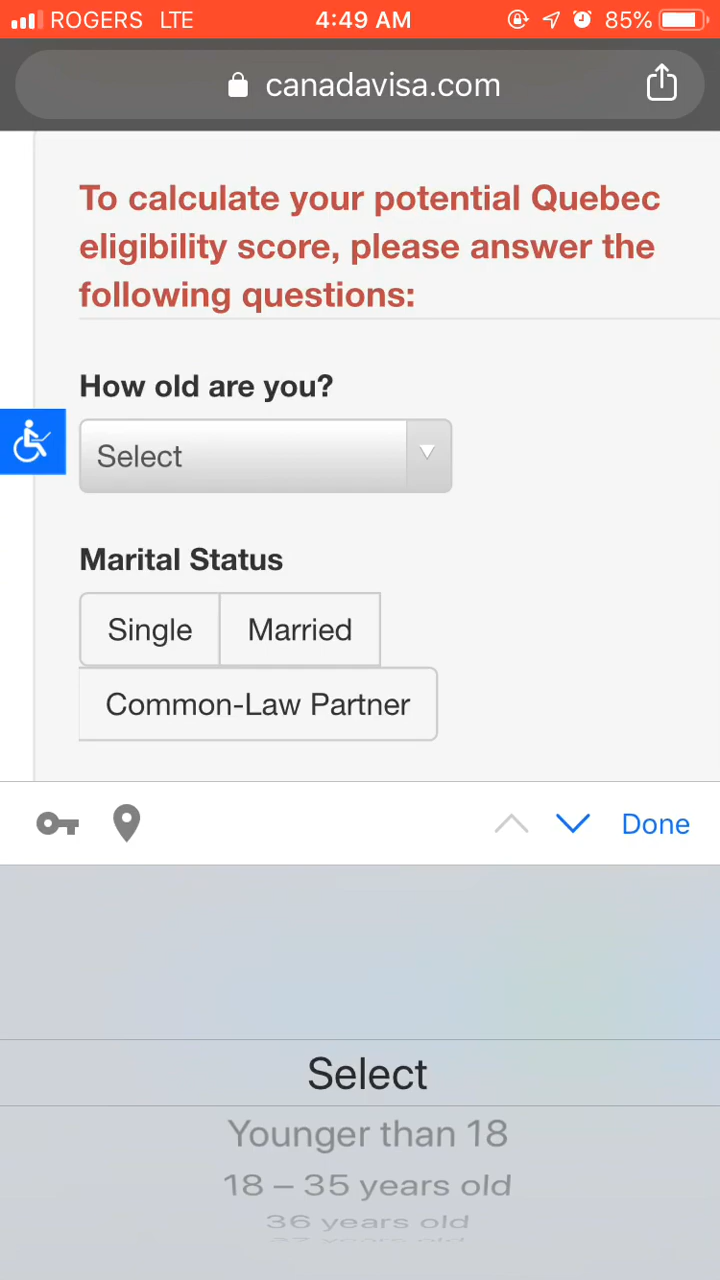 ROGERS LTE 4:49 AM 85%
canadavisa.com
To calculate your potential Quebec
eligibility score, please answer the
following questions:
How old are you?
Select
Marital Status
Single Married
Common-Law Partner
Done
Select
Younger than 18
18 – 35 years old
36 years old